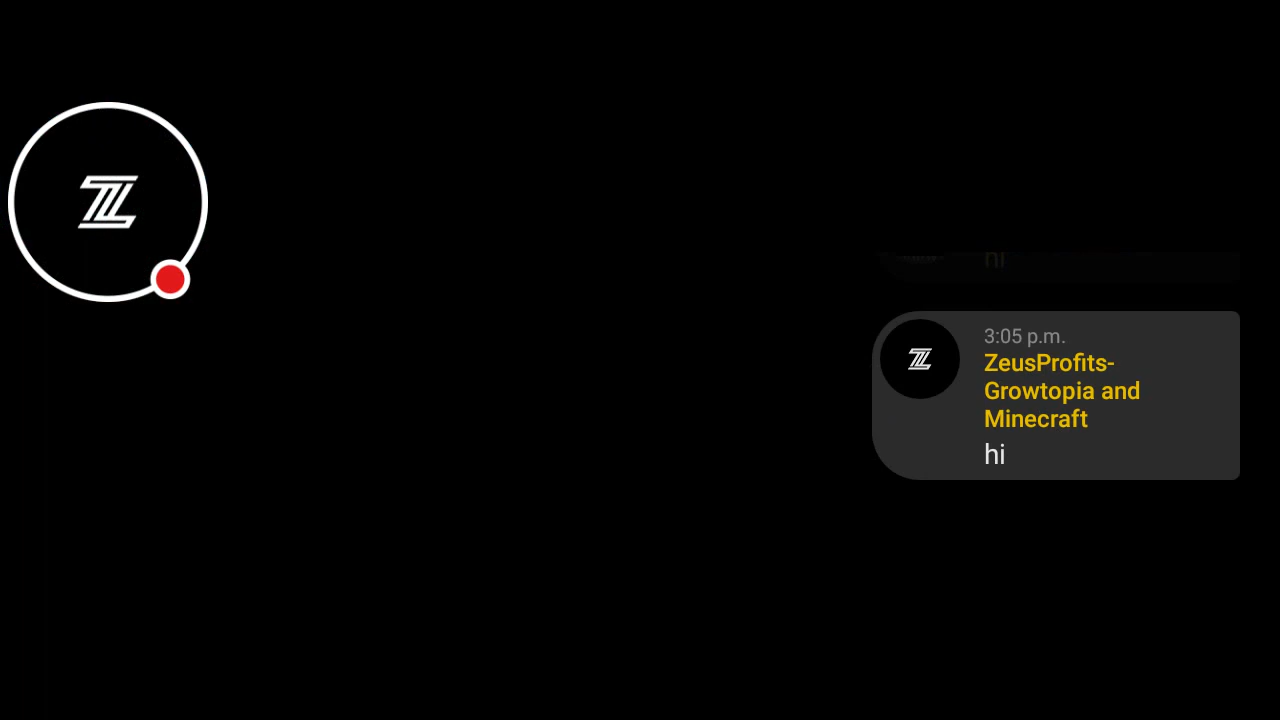 Z
hi
3:05 p.m.
Z
ZeusProfits-
Growtopia and
Minecraft
hi